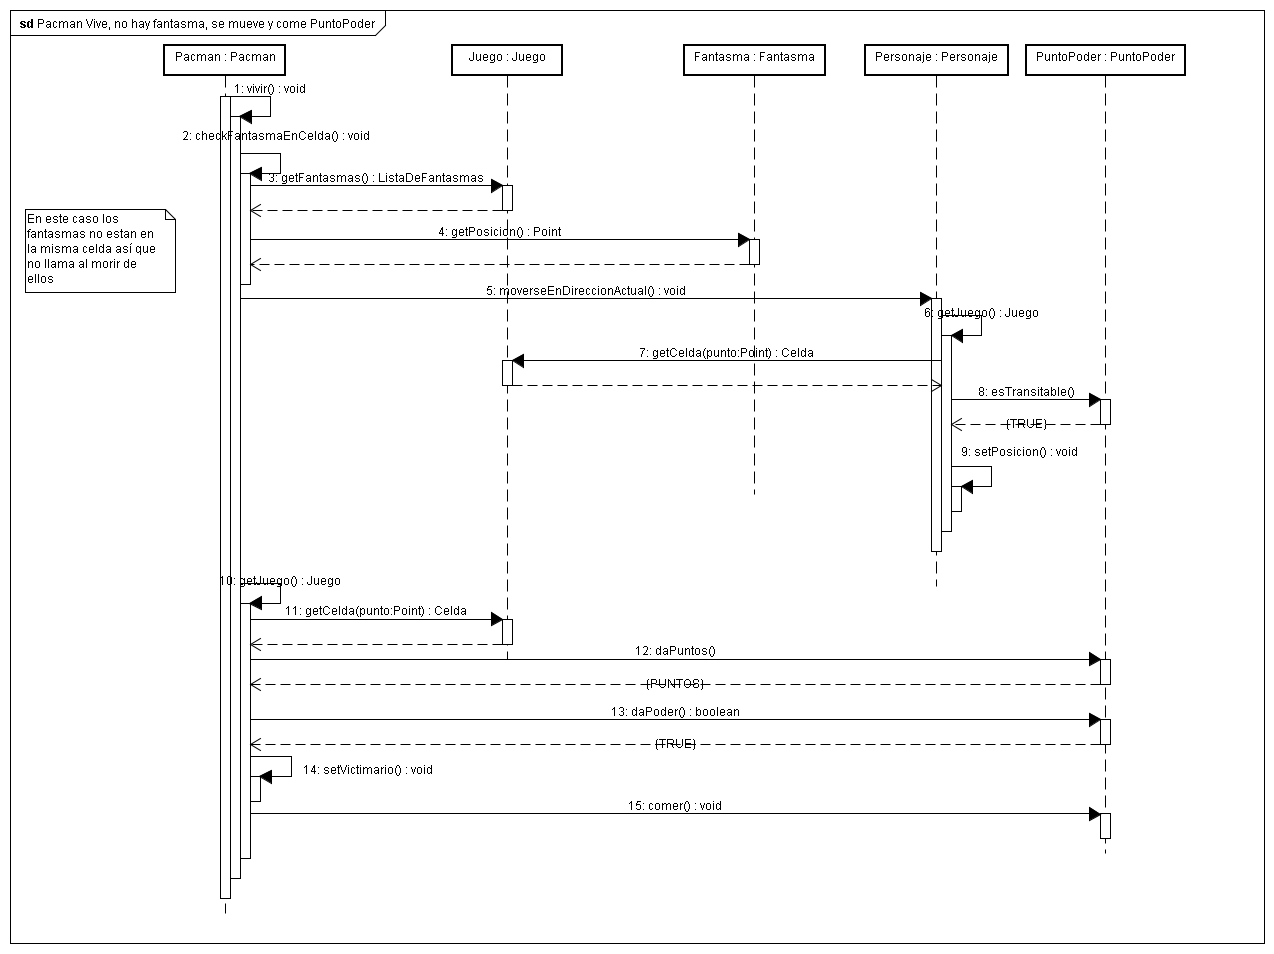 sd Pacman Vive, no hay fantasma, se mueve y come PuntoPoder
Pacman : Pacman
Juego : Juego
Fantasma : Fantasma
Personaje : Personaje
PuntoPoder : PuntoPoder
1: vivir() : void
2: checkFantasmaEnCelda() : void
3: getFantasmas() : ListaDeFantasmas
En este caso los
fantasmas no estan en
la misma celda así que
no llama al morir de
ellos
4: getPosicion() : Point
5: moverseEnDireccionActual() : void
6: getJuego() : Juego
7: getCelda(punto:Point) : Celda
8: esTransitable()
(TRUE)
9: setPosicion() : void
10: getJuego() : Juego
11: getCelda(punto:Point) : Celda
12: daPuntos()
(PUNTOS)
13: daPoder() : boolean
(TRUE)
14: setVictimario() : void
15: comer() : void